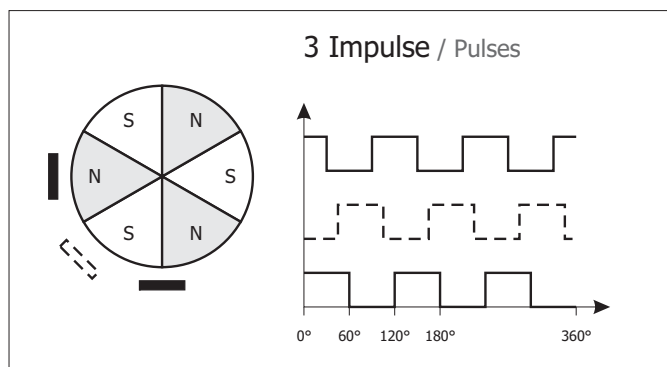 3 Impulse / Pulses
S N
N S
S N
0° 60° 120° 180° 360°